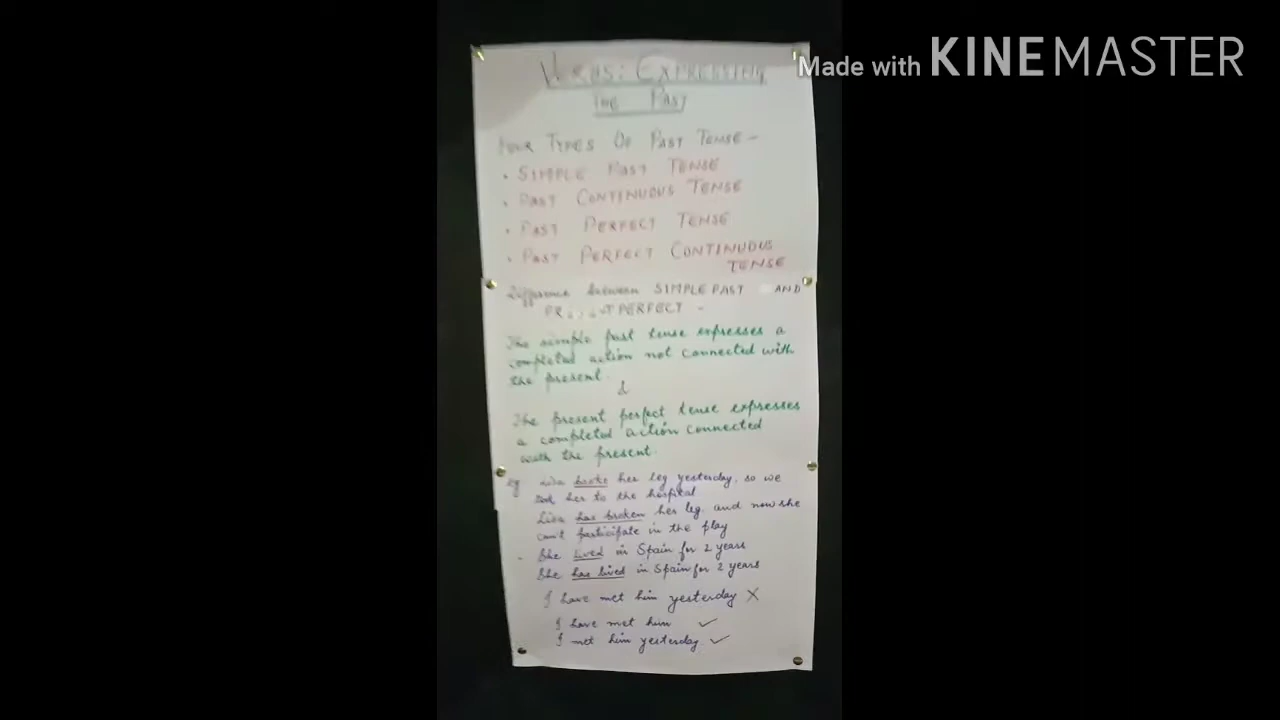 Made with KINEMASTER
VERBS: EXPRESSING
THE PAST
FOUR TYPES OF PAST TENSE -
• SIMPLE PAST TENSE
• PAST CONTINUOUS TENSE
• PAST PERFECT TENSE
• PAST PERFECT CONTINUOUS
TENSE
Difference between SIMPLE PAST AND
PRESENT PERFECT -
The simple past tense expresses a
completed action not connected with
the present.
&
The present perfect tense expresses
a completed action connected
with the present.
eg Lisa broke her leg yesterday, so we
took her to the hospital
Lisa has broken her leg, and now she
can't participate in the play
- She lived in Spain for 2 years
She has lived in Spain for 2 years
I have met him yesterday ✗
I have met him ✓
I met him yesterday ✓